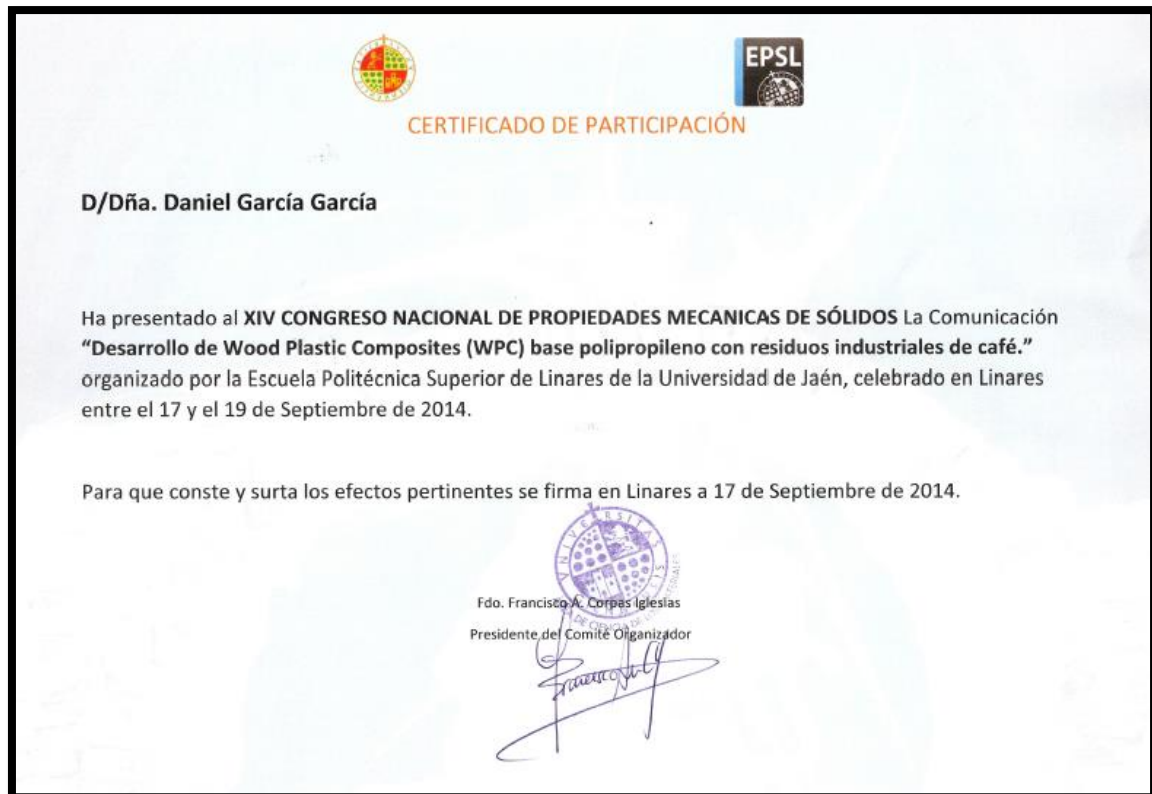 EPSL
CERTIFICADO DE PARTICIPACIÓN
D/Dña. Daniel García García
Ha presentado al XIV CONGRESO NACIONAL DE PROPIEDADES MECANICAS DE SÓLIDOS La Comunicación
“Desarrollo de Wood Plastic Composites (WPC) base polipropileno con residuos industriales de café.”
organizado por la Escuela Politécnica Superior de Linares de la Universidad de Jaén, celebrado en Linares
entre el 17 y el 19 de Septiembre de 2014.
Para que conste y surta los efectos pertinentes se firma en Linares a 17 de Septiembre de 2014.
Fdo. Francisco A. Corpas Iglesias
Presidente del Comité Organizador